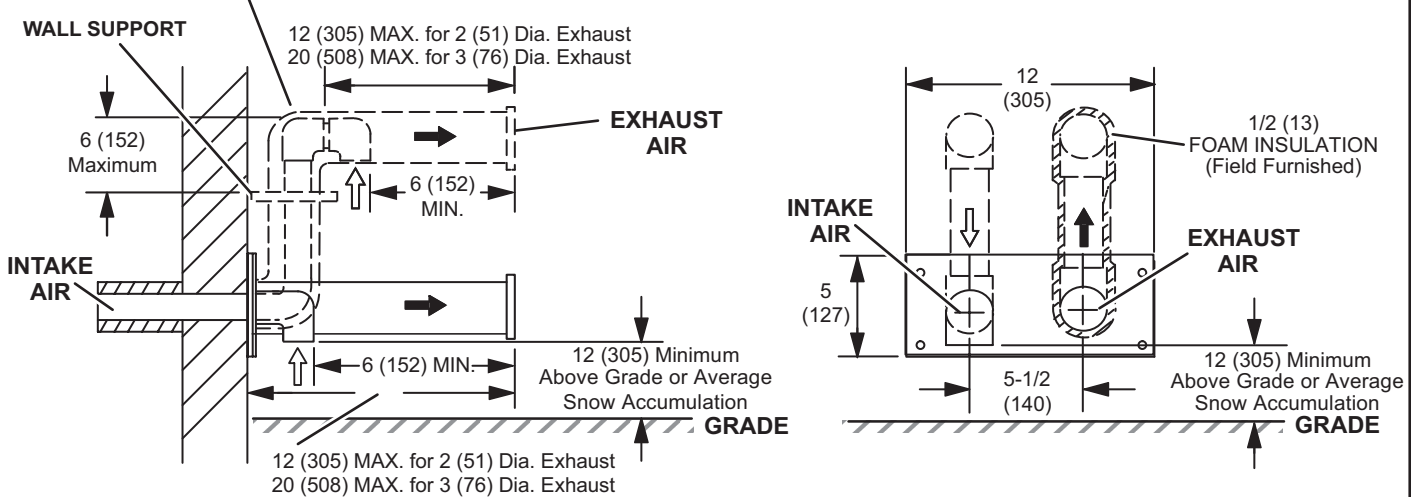 WALL SUPPORT
12 (305) MAX. for 2 (51) Dia. Exhaust
20 (508) MAX. for 3 (76) Dia. Exhaust
6 (152)
Maximum
EXHAUST
AIR
6 (152)
MIN.
INTAKE
AIR
6 (152) MIN.
12 (305) Minimum
Above Grade or Average
Snow Accumulation
GRADE
12 (305) MAX. for 2 (51) Dia. Exhaust
20 (508) MAX. for 3 (76) Dia. Exhaust
12
(305)
1/2 (13)
FOAM INSULATION
(Field Furnished)
INTAKE
AIR
EXHAUST
AIR
5
(127)
5-1/2
(140)
12 (305) Minimum
Above Grade or Average
Snow Accumulation
GRADE